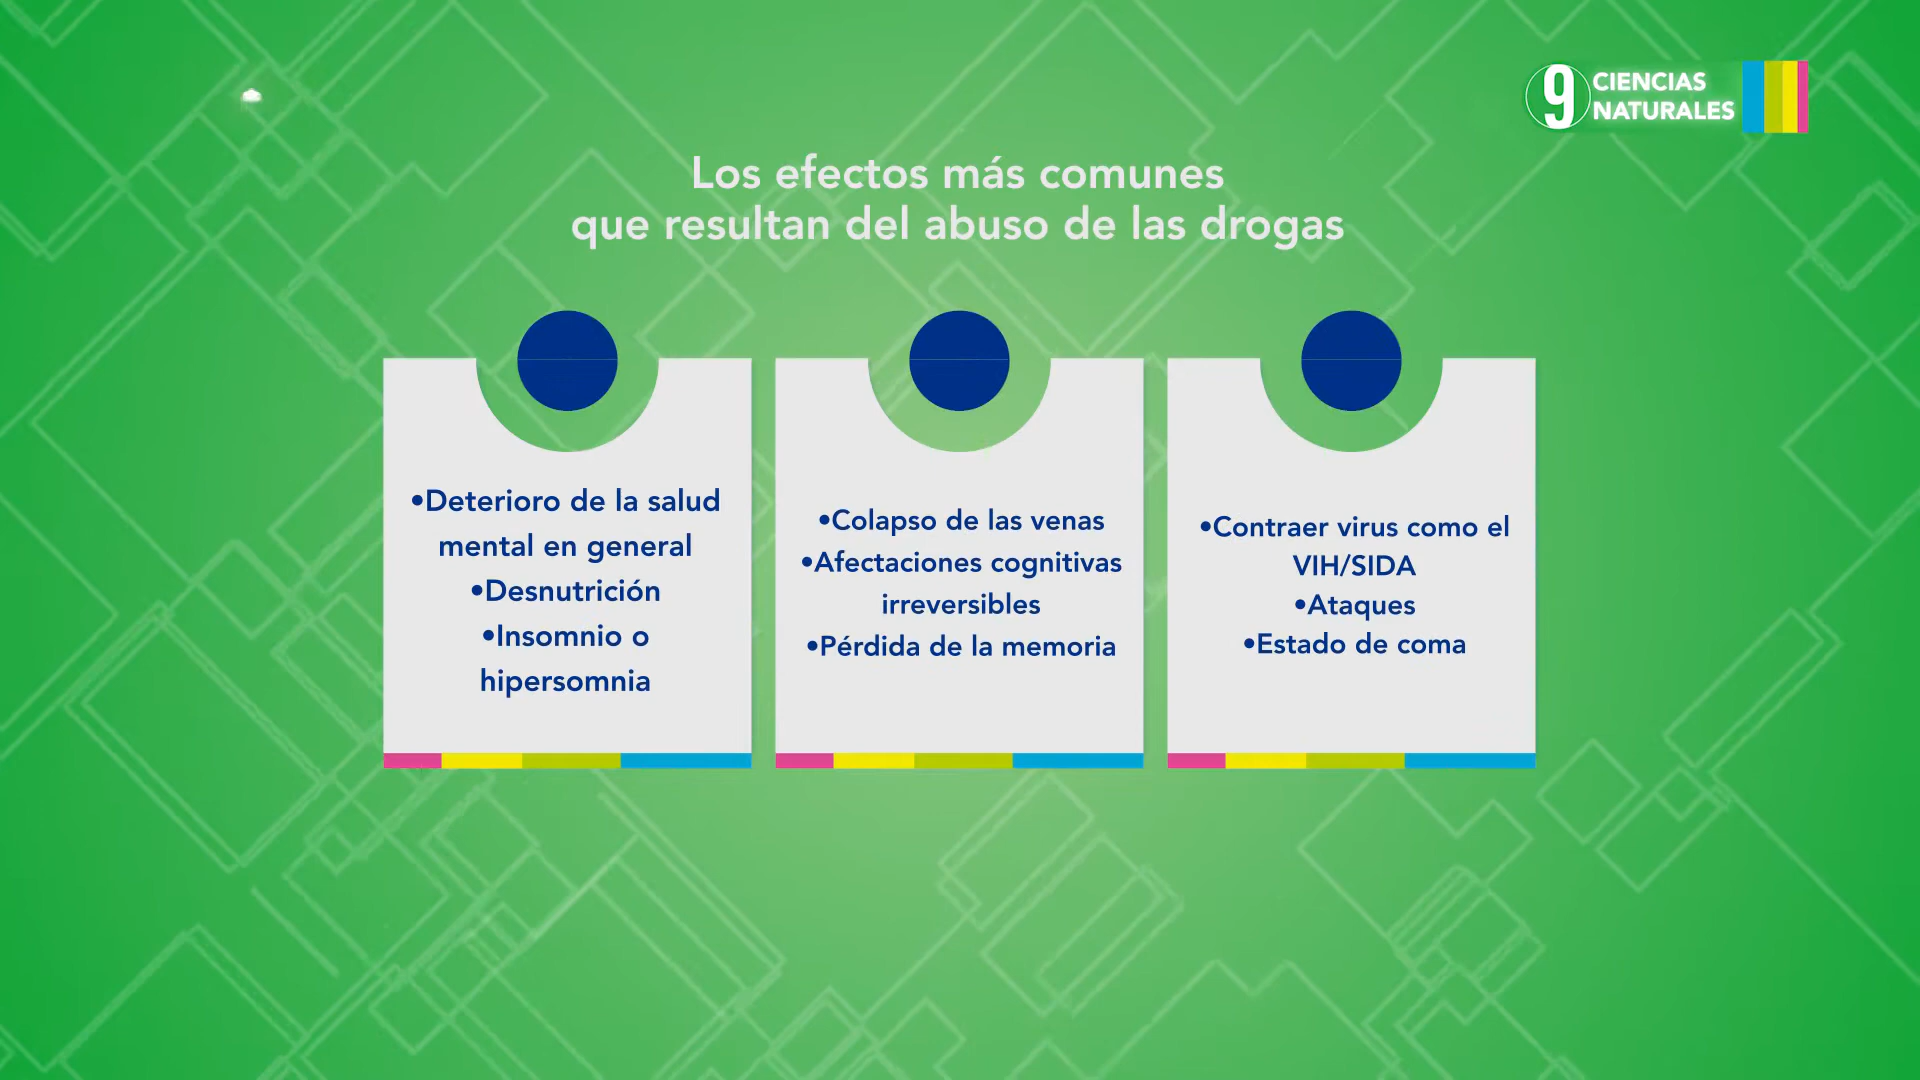 9 CIENCIAS
NATURALES
Los efectos más comunes
que resultan del abuso de las drogas
•Deterioro de la salud
mental en general
•Desnutrición
•Insomnio o
hipersomnia
•Colapso de las venas
•Afectaciones cognitivas
irreversibles
•Pérdida de la memoria
•Contraer virus como el
VIH/SIDA
•Ataques
•Estado de coma